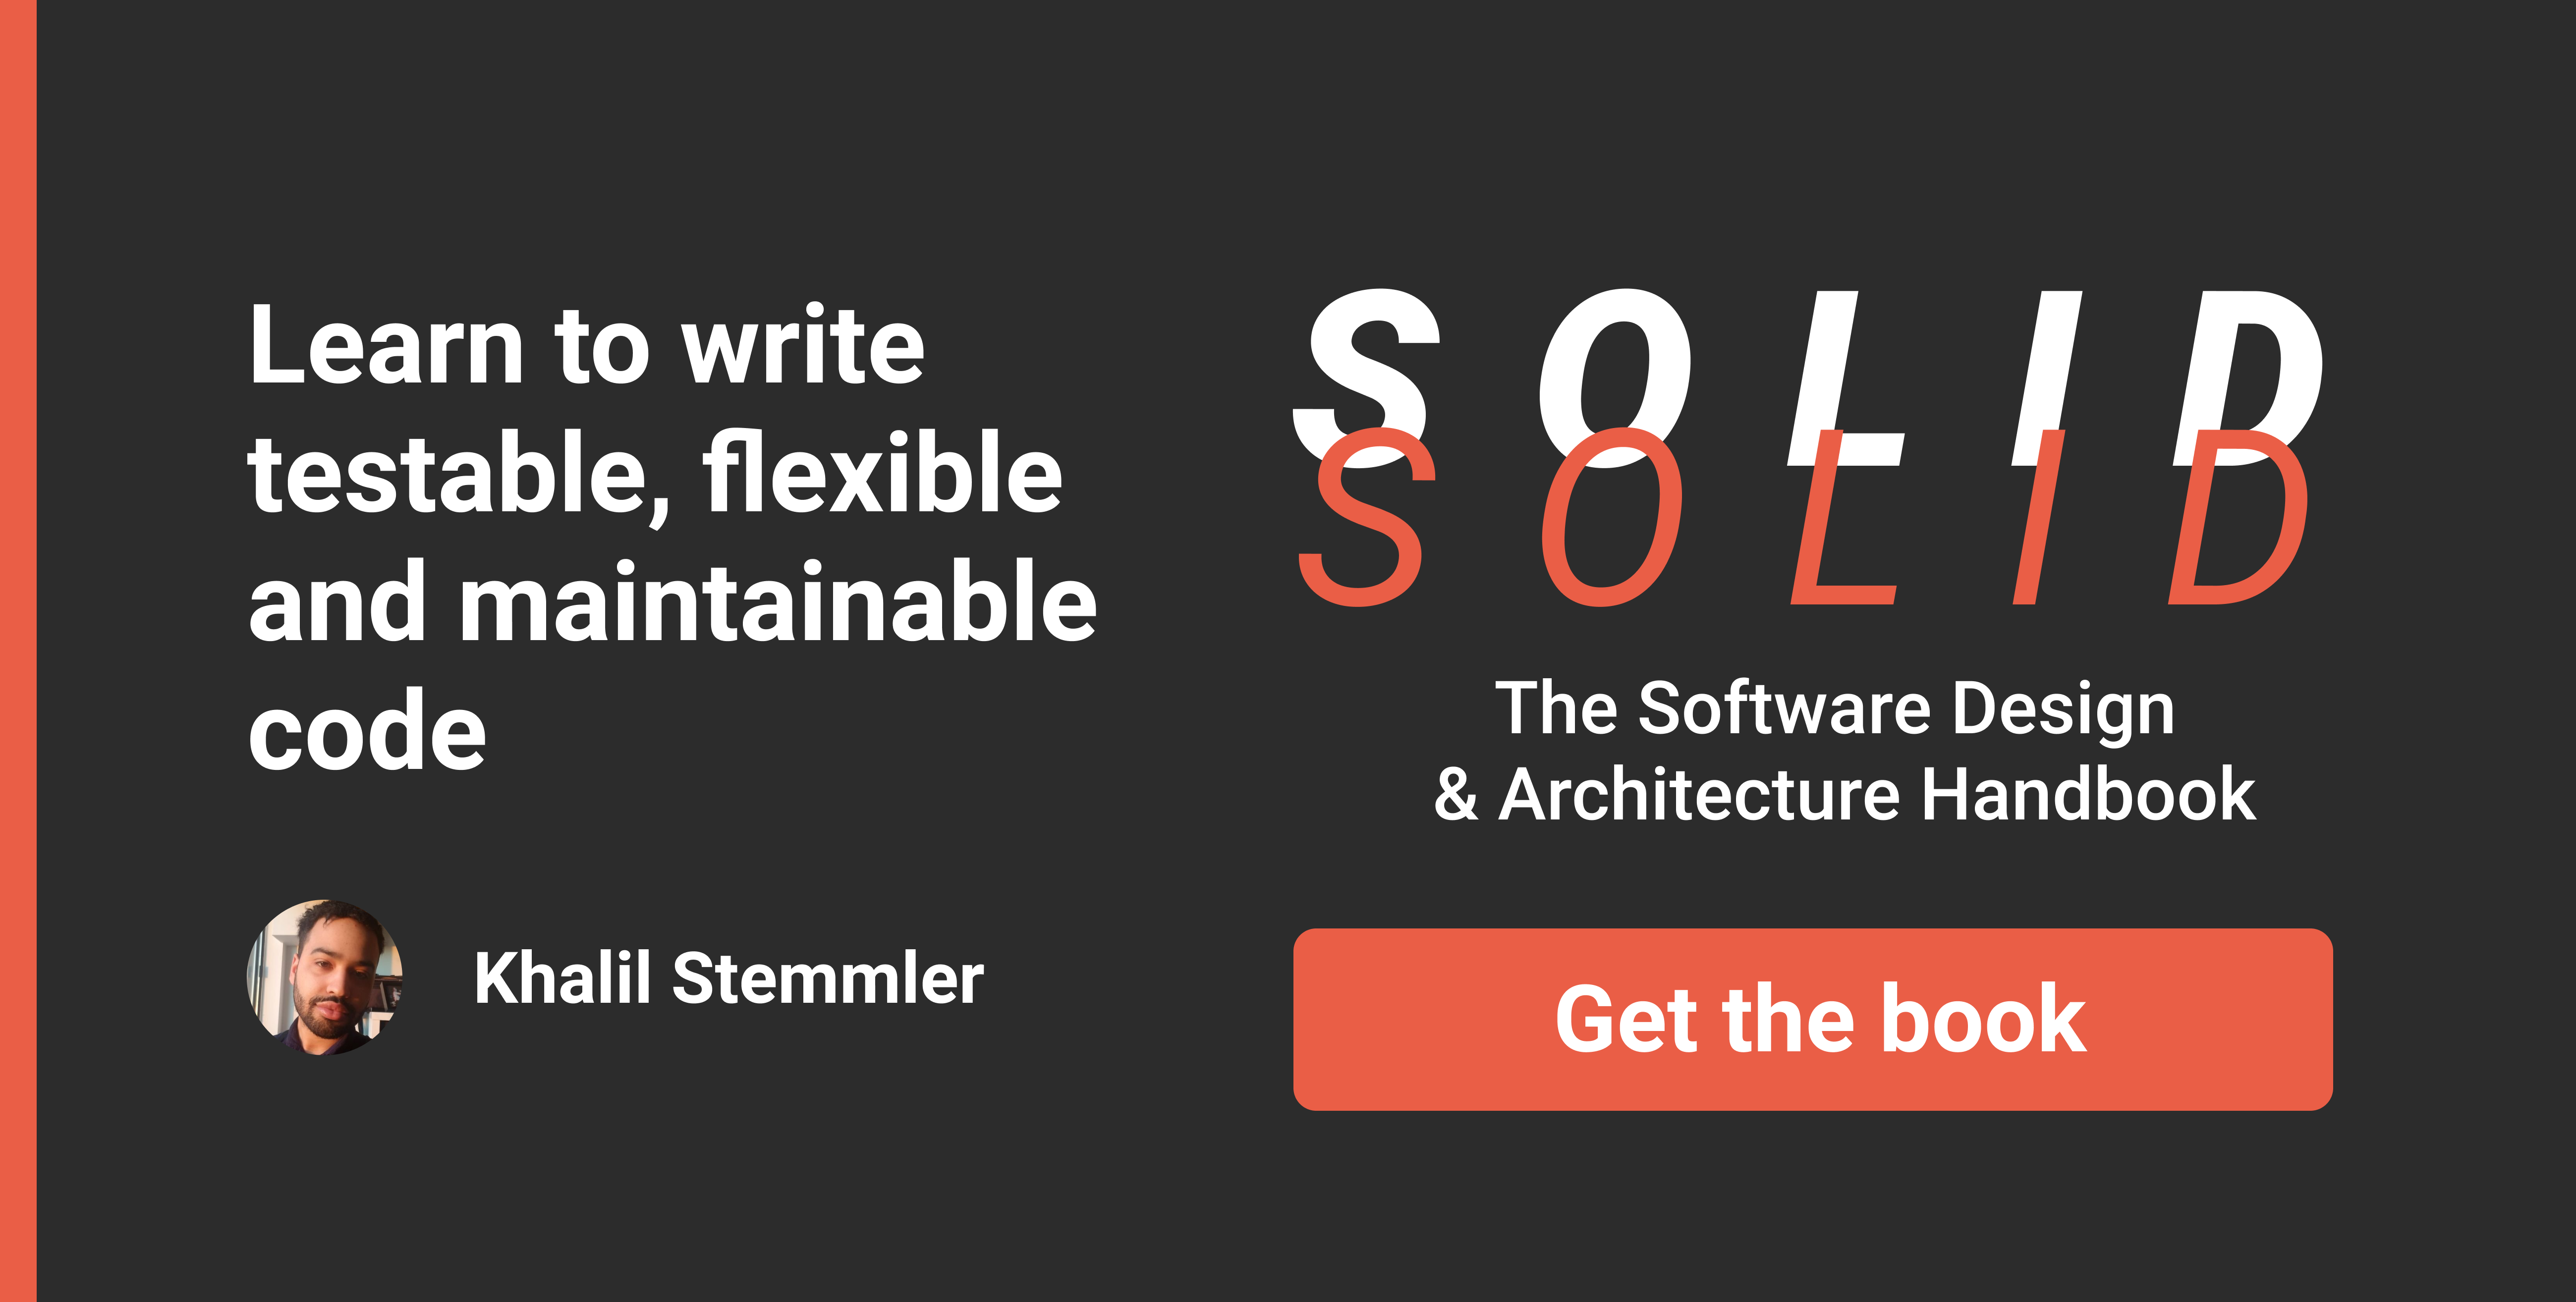 Learn to write
testable, flexible
and maintainable
code
Khalil Stemmler
SOLID
SOLID
The Software Design
& Architecture Handbook
Get the book